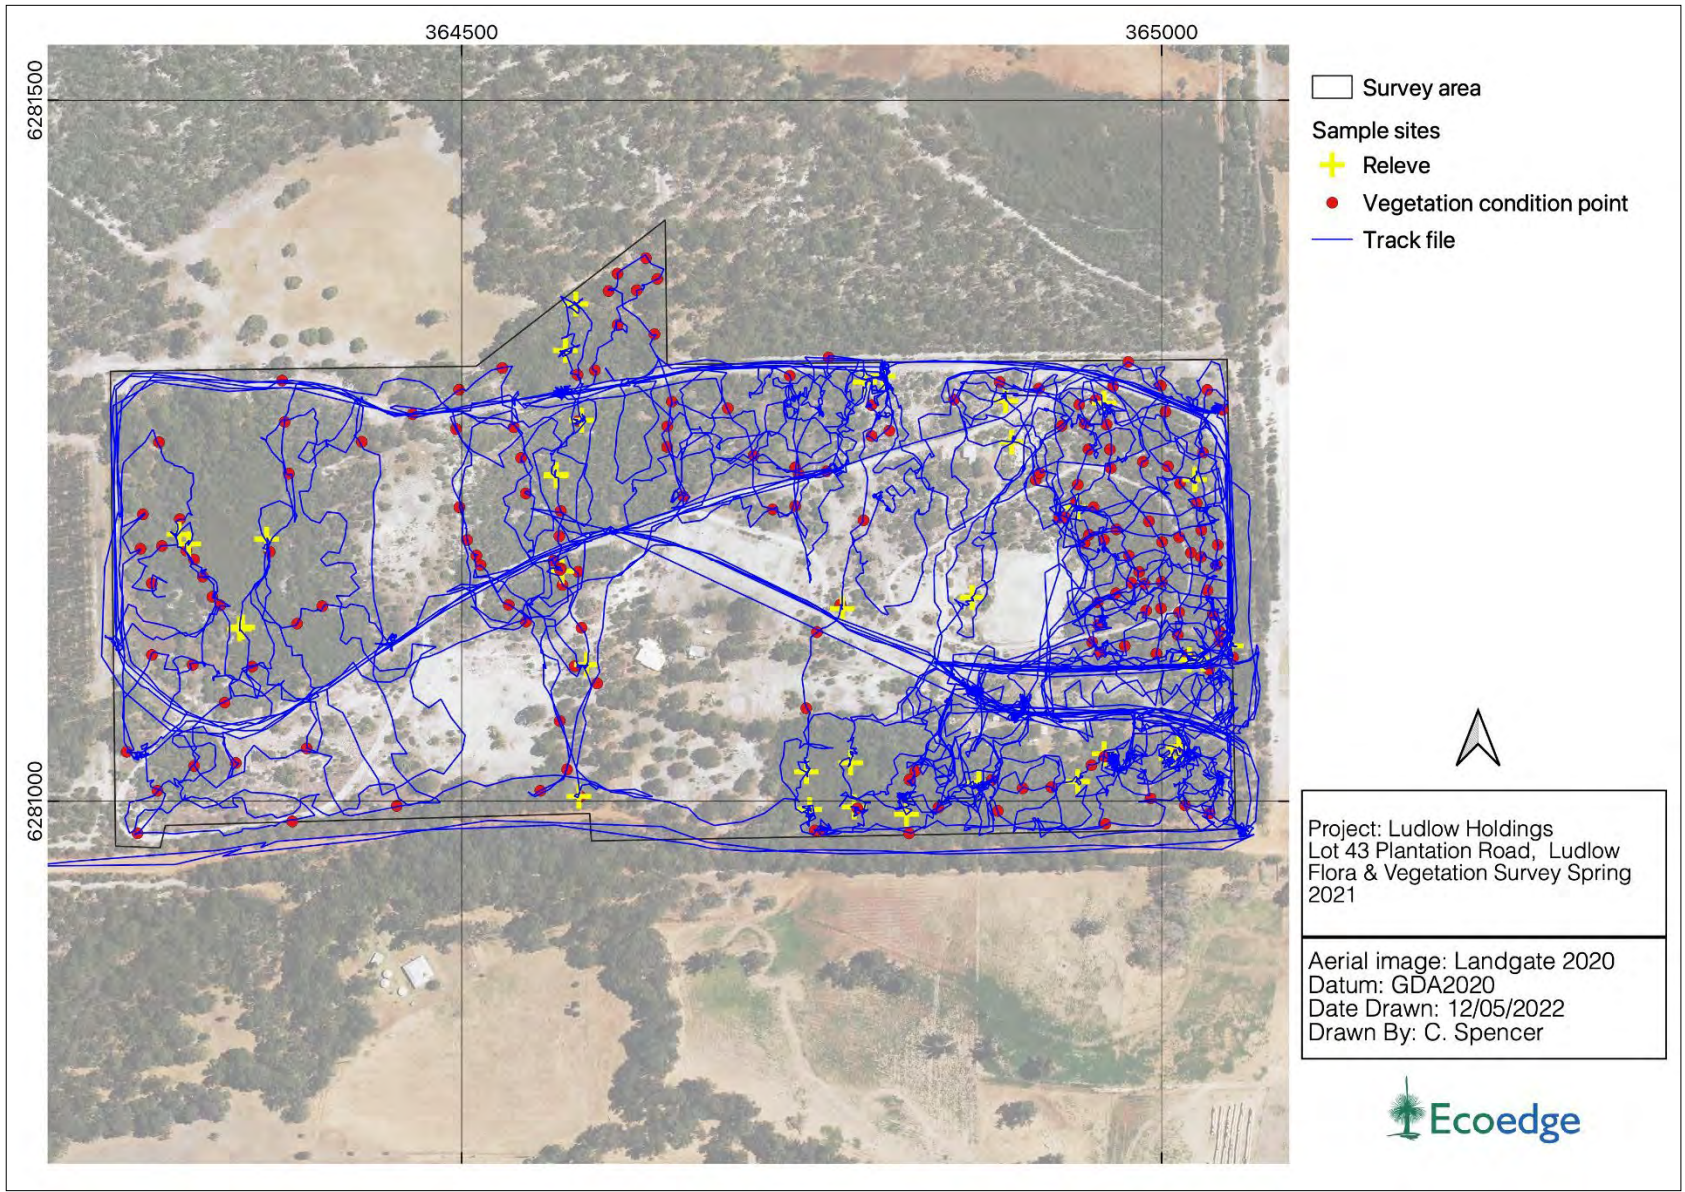 364500
365000
6281500
6281000
Survey area
Sample sites
Releve
Vegetation condition point
Track file
Project: Ludlow Holdings
Lot 43 Plantation Road, Ludlow
Flora & Vegetation Survey Spring
2021
Aerial image: Landgate 2020
Datum: GDA2020
Date Drawn: 12/05/2022
Drawn By: C. Spencer
Ecoedge